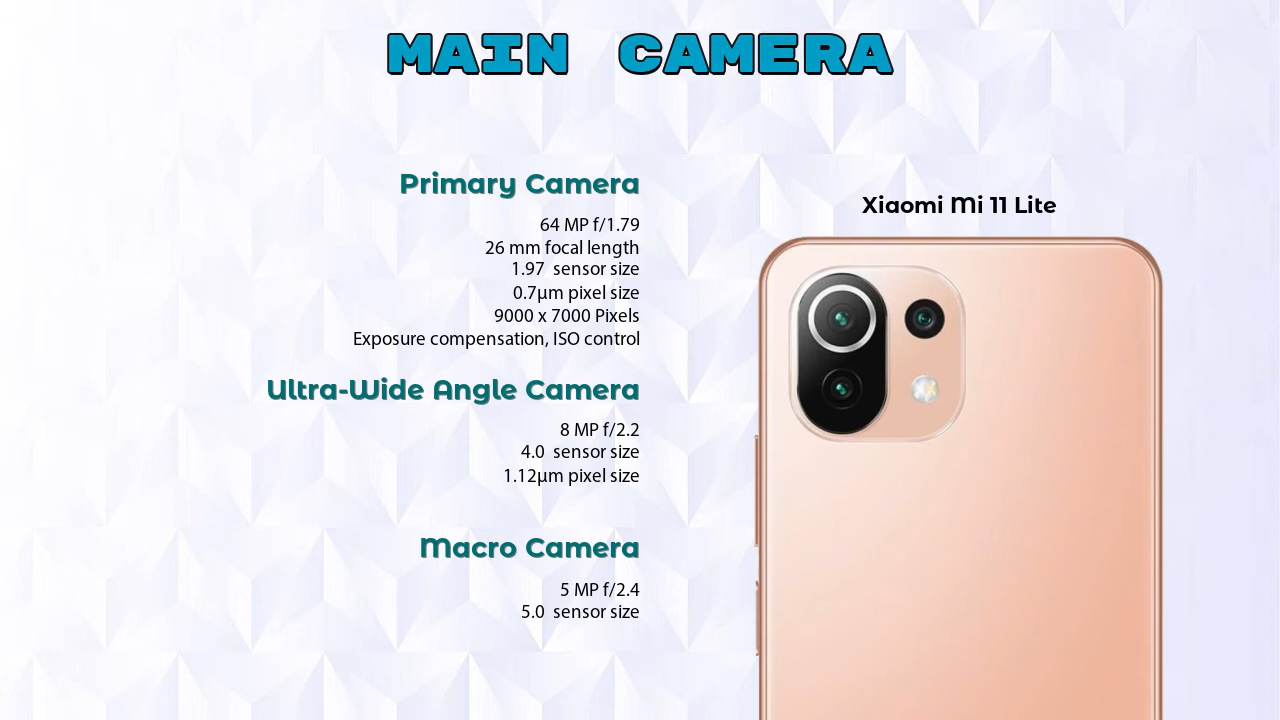 MAIN CAMERA
Primary Camera
64 MP f/1.79
26 mm focal length
1.97  sensor size
0.7µm pixel size
9000 x 7000 Pixels
Exposure compensation, ISO control
Ultra-Wide Angle Camera
8 MP f/2.2
4.0  sensor size
1.12µm pixel size
Macro Camera
5 MP f/2.4
5.0  sensor size
Xiaomi Mi 11 Lite